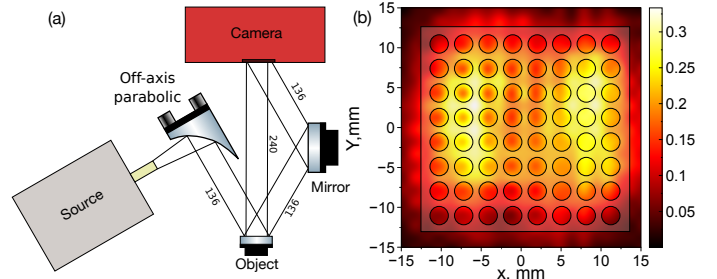 (a)
Camera
Off-axis
parabolic
136
240
Mirror
Source
136
136
Object
(b)
15
10
5
0
−5
−10
−15
Y,mm
−15 −10 −5 0 5 10 15
x, mm
0.3
0.25
0.2
0.15
0.1
0.05